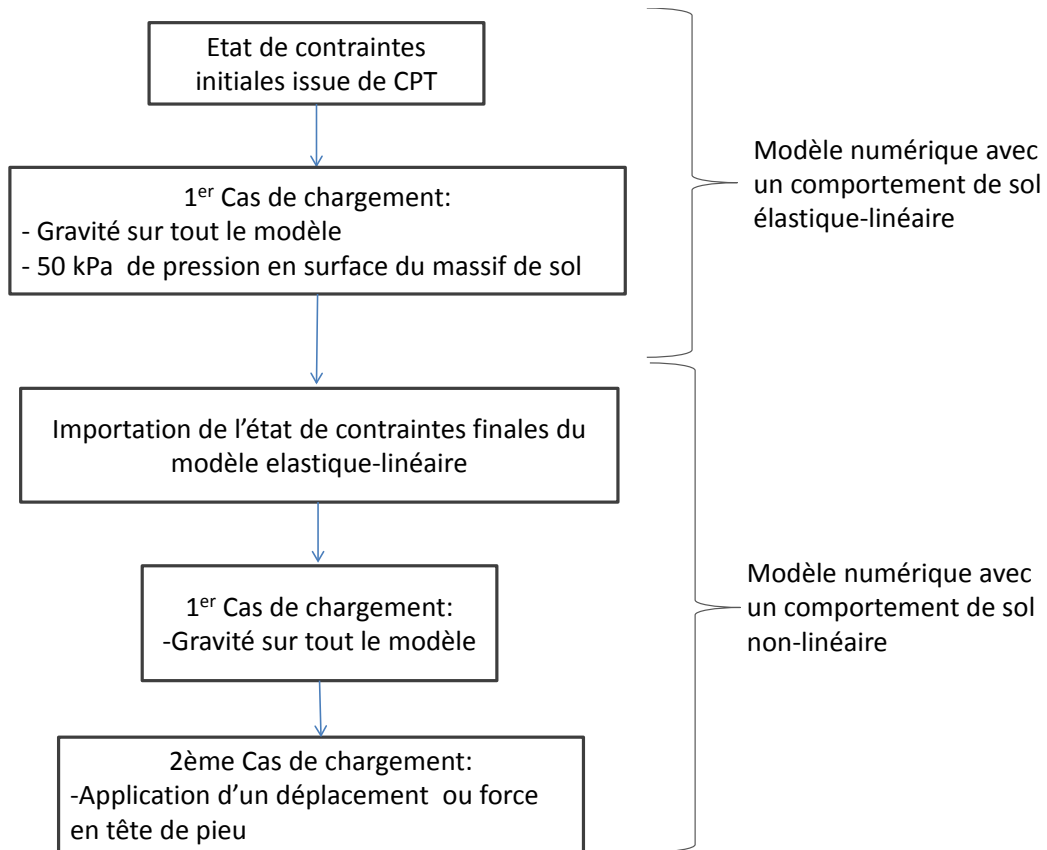 Etat de contraintes
initiales issue de CPT
1er Cas de chargement:
- Gravité sur tout le modèle
- 50 kPa de pression en surface du massif de sol
Modèle numérique avec
un comportement de sol
élastique-linéaire
Importation de l'état de contraintes finales du
modèle elastique-linéaire
1er Cas de chargement:
-Gravité sur tout le modèle
Modèle numérique avec
un comportement de sol
non-linéaire
2ème Cas de chargement:
-Application d'un déplacement ou force
en tête de pieu